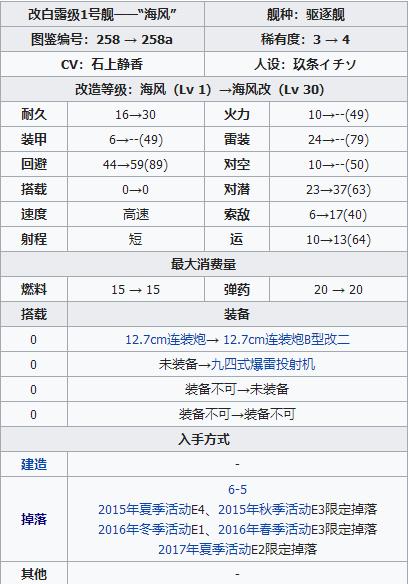 改白露级1号舰——“海风” 舰种：驱逐舰
图鉴编号：258 → 258a 稀有度：3 → 4
CV：石上静香 人设：玖条イチソ
改造等级：海风（Lv 1）→海风改（Lv 30）
耐久 16→30 火力 10→--(49)
装甲 6→--(49) 雷装 24→--(79)
回避 44→59(89) 对空 10→--(50)
搭载 0→0 对潜 23→37(63)
速度 高速 索敌 6→17(40)
射程 短 运 10→13(64)
最大消费量
燃料 15 → 15 弹药 20 → 20
搭载 装备
0 12.7cm连装炮→ 12.7cm连装炮B型改二
0 未装备→九四式爆雷投射机
0 装备不可→未装备
0 装备不可→装备不可
入手方式
建造 -
掉落 6-5
2015年夏季活动E4、2015年秋季活动E3限定掉落
2016年冬季活动E1、2016年春季活动E3限定掉落
2017年夏季活动E2限定掉落
其他 -